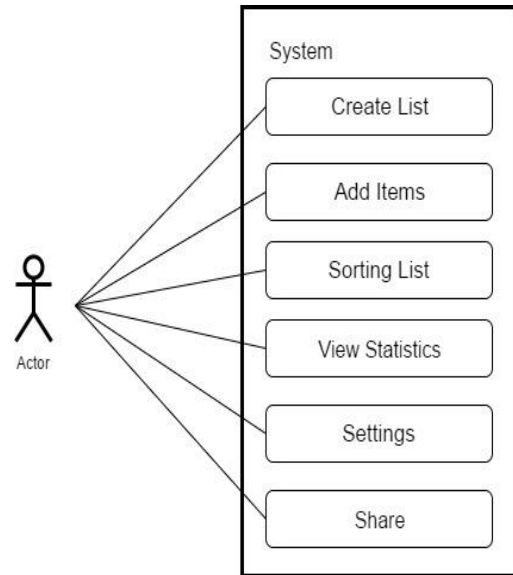 System
Create List
Add Items
Sorting List
View Statistics
Settings
Share
Actor